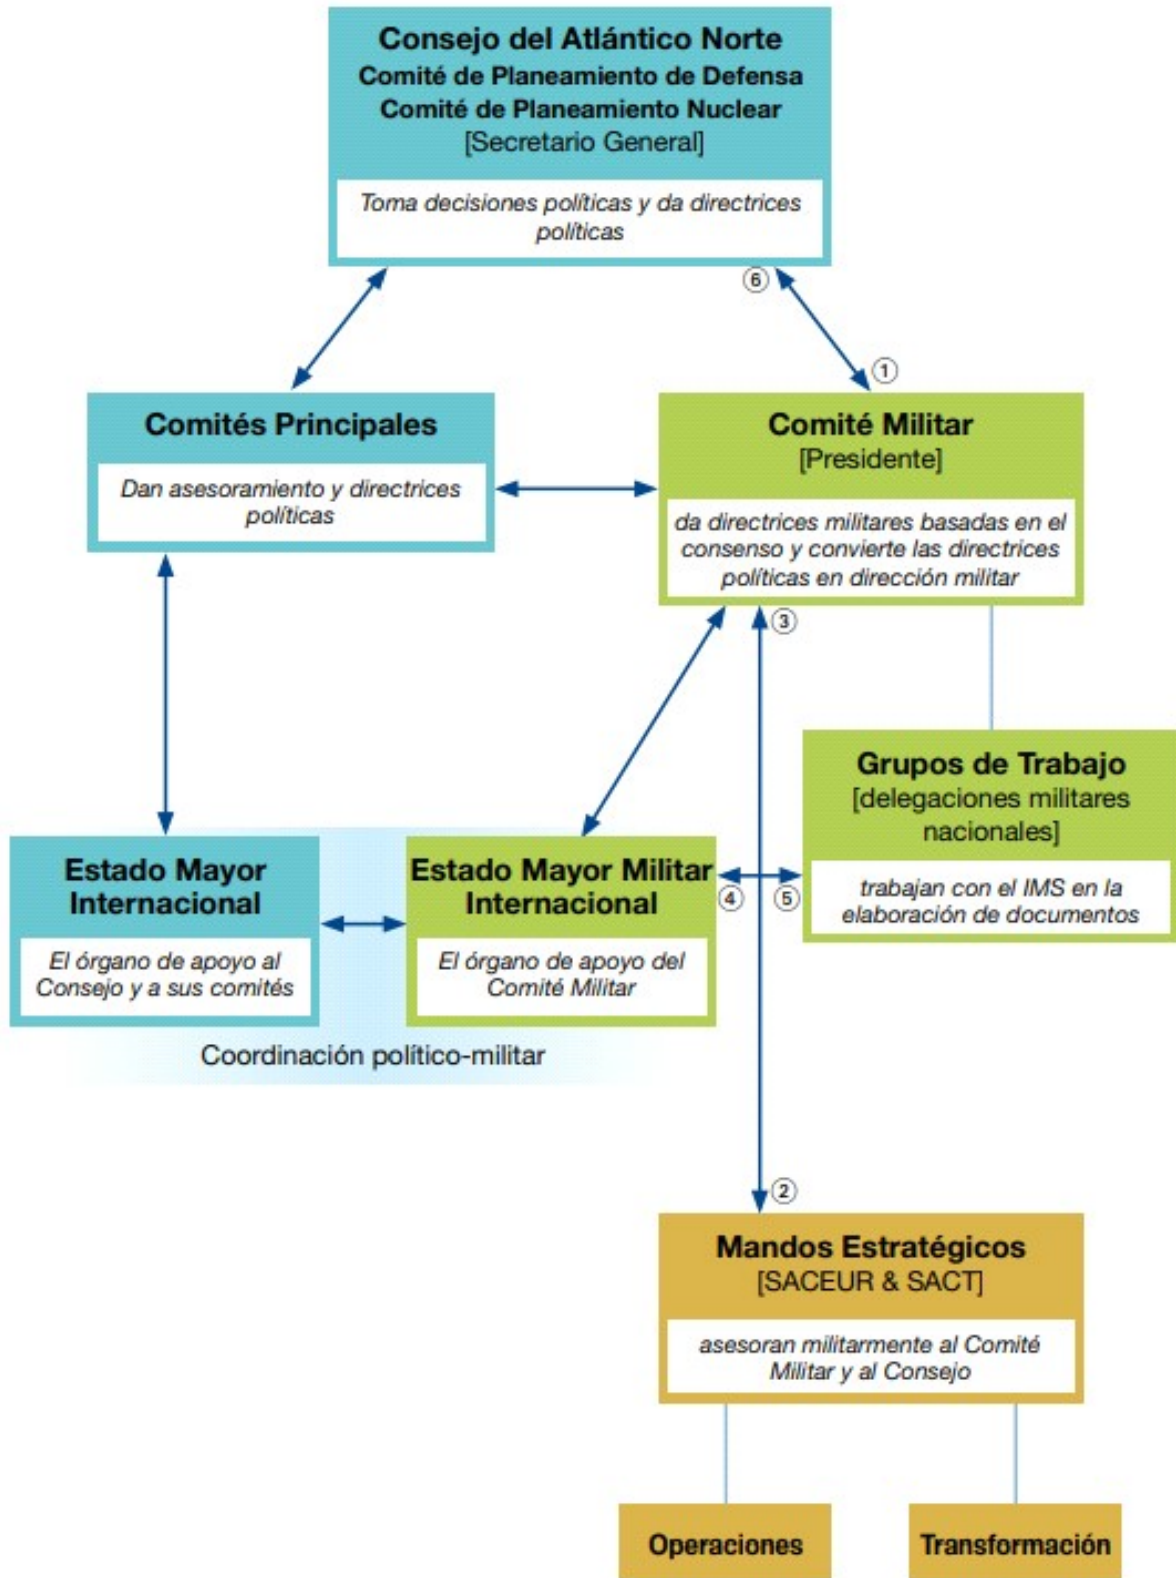 Consejo del Atlántico Norte
Comité de Planeamiento de Defensa
Comité de Planeamiento Nuclear
[Secretario General]
Toma decisiones políticas y da directrices
políticas
⑥
①
Comités Principales
Dan asesoramiento y directrices
políticas
Comité Militar
[Presidente]
da directrices militares basadas en el
consenso y convierte las directrices
políticas en dirección militar
③
Grupos de Trabajo
[delegaciones militares
nacionales]
trabajan con el IMS en la
elaboración de documentos
Estado Mayor
Internacional
El órgano de apoyo al
Consejo y a sus comités
Estado Mayor Militar
Internacional
El órgano de apoyo del
Comité Militar
④
⑤
Coordinación político-militar
②
Mandos Estratégicos
[SACEUR & SACT]
asesoran militarmente al Comité
Militar y al Consejo
Operaciones
Transformación